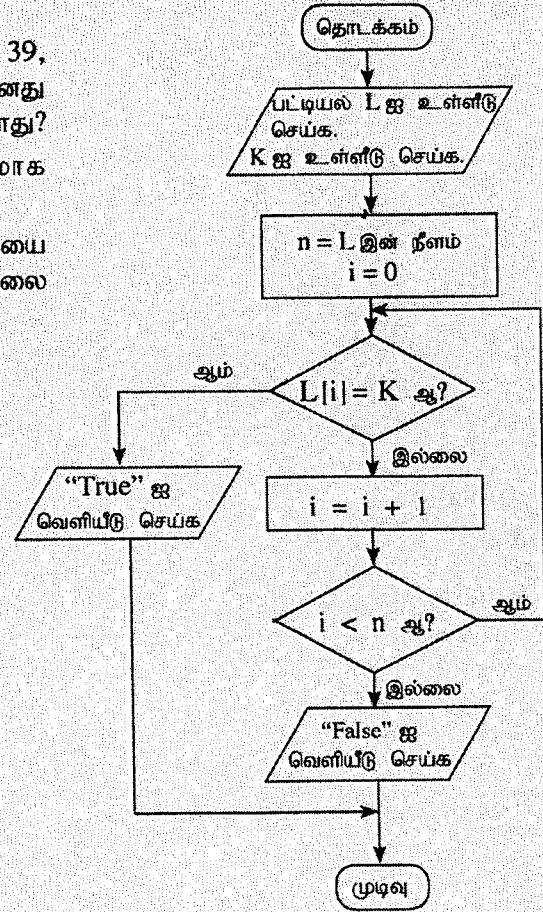 39,
னது
ாது?
மாக
யை
லை
தொடக்கம்
பட்டியல் L ஐ உள்ளீடு
செய்க.
K ஐ உள்ளீடு செய்க.
n = L இன் நீளம்
i = 0
L[i] = K ஆ?
ஆம்
இல்லை
“True” ஐ
வெளியீடு செய்க
i = i + 1
i < n ஆ?
ஆம்
இல்லை
“False” ஐ
வெளியீடு செய்க
முடிவு